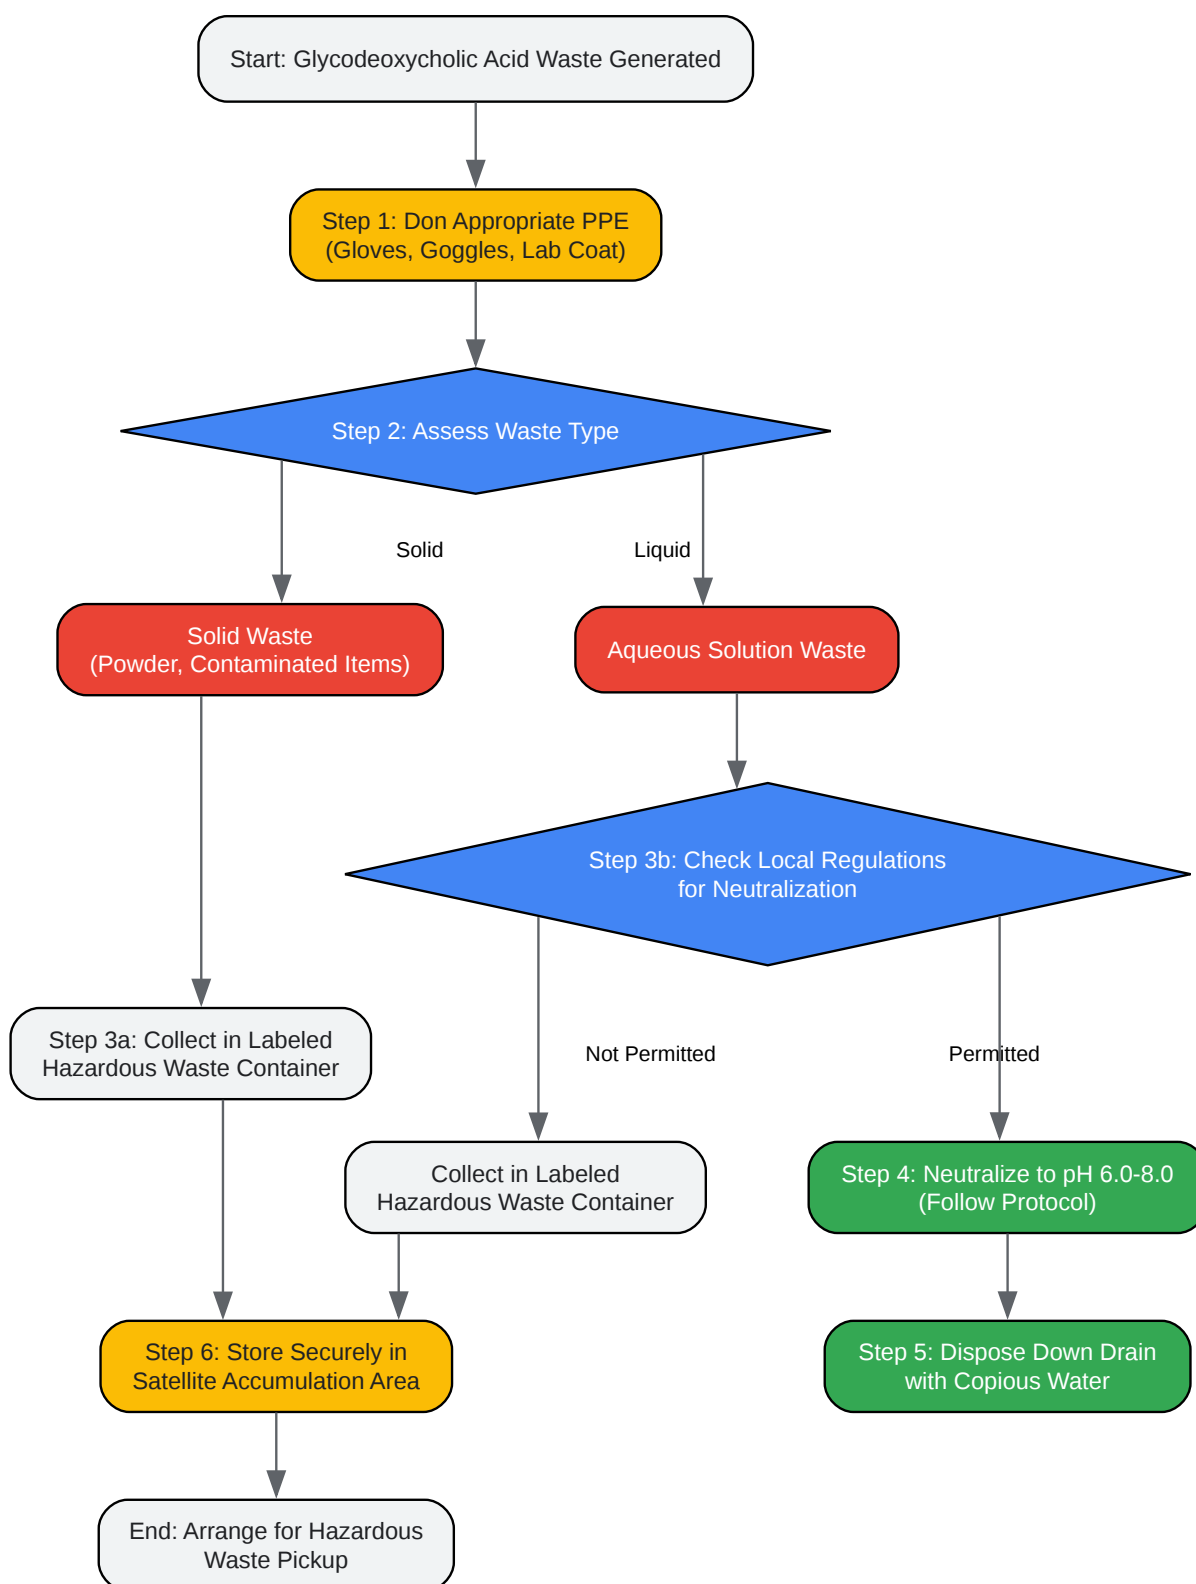 Start: Glycodeoxycholic Acid Waste Generated
Step 1: Don Appropriate PPE
(Gloves, Goggles, Lab Coat)
Step 2: Assess Waste Type
Solid
Liquid
Solid Waste
(Powder, Contaminated Items)
Aqueous Solution Waste
Step 3b: Check Local Regulations
for Neutralization
Step 3a: Collect in Labeled
Hazardous Waste Container
Not Permitted
Permitted
Collect in Labeled
Hazardous Waste Container
Step 4: Neutralize to pH 6.0-8.0
(Follow Protocol)
Step 6: Store Securely in
Satellite Accumulation Area
Step 5: Dispose Down Drain
with Copious Water
End: Arrange for Hazardous
Waste Pickup